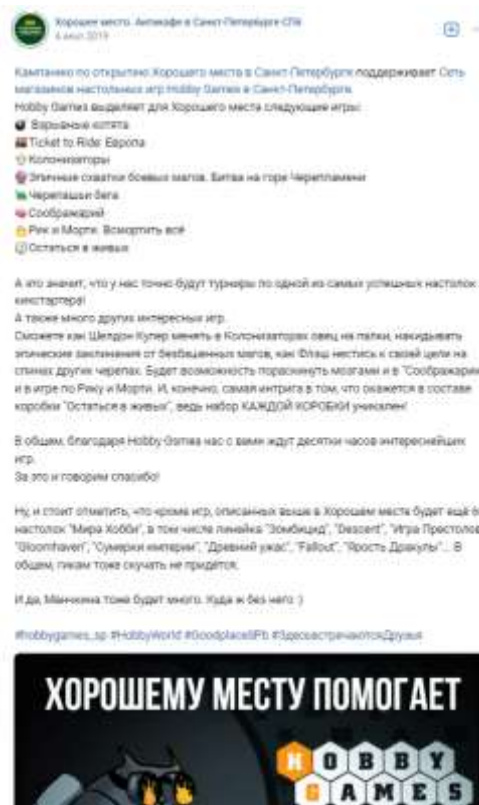 Хорошее место. Антикафе в Санкт-Петербурге СПб
4 июл 2019
Кампанию по открытию Хорошего места в Санкт-Петербурге поддерживает Сеть
магазинов настольных игр Hobby Games в Санкт-Петербурге.
Hobby Games выделяет для Хорошего места следующие игры:
Взрывные котята
Ticket to Ride: Европа
Колонизаторы
Эпичные схватки боевых магов. Битва на горе Черепламени
Черепашьи бега
Соображарий
Рик и Морти. Всмортить всё
Остаться в живых
А это значит, что у нас точно будут турниры по одной из самых успешных настолок
кикстартера!
А также много других интересных игр.
Сможете как Шелдон Купер менять в Колонизаторах овец на палки, накидывать
эпические заклинания от безбашенных магов, как Флэш нестись к своей цели на
спинах других черепах. Будет возможность пораскинуть мозгами и в "Соображарии
и в игре по Рику и Морти. И, конечно, самая интрига в том, что окажется в составе
коробки "Остаться в живых", ведь набор КАЖДОЙ КОРОБКИ уникален!
В общем, благодаря Hobby Games нас с вами ждут десятки часов интереснейших
игр.
За это и говорим спасибо!
Ну, и стоит отметить, что кроме игр, описанных выше в Хорошем месте будет ещё
настолок "Мира Хобби", в том числе линейка "Зомбицид", "Descent", "Игра Престолов
"Gloomhaven", "Сумерки империи", "Древний ужас", "Fallout", "Ярость Дракулы"... В
общем, гикам тоже скучать не придётся.
И да, Манчкина тоже будет много. Куда ж без него :)
#hobbygames_sp #HobbyWorld #GoodplaceSPb #ЗдесьвстречаютсяДрузья
ХОРОШЕМУ МЕСТУ ПОМОГАЕТ
HOBBY
GAMES